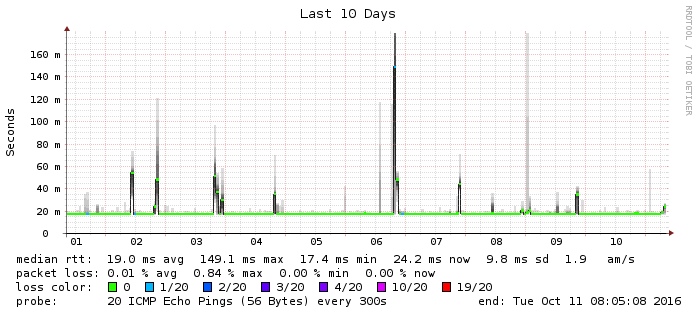 Last 10 Days
RRDTOOL / TOBI OETIKER
Seconds
160 m
140 m
120 m
100 m
80 m
60 m
40 m
20 m
0
01 02 03 04 05 06 07 08 09 10
median rtt: 19.0 ms avg 149.1 ms max 17.4 ms min 24.2 ms now 9.8 ms sd 1.9 am/s
packet loss: 0.01 % avg 0.84 % max 0.00 % min 0.00 % now
loss color: 0 1/20 2/20 3/20 4/20 10/20 19/20
probe: 20 ICMP Echo Pings (56 Bytes) every 300s end: Tue Oct 11 08:05:08 2016